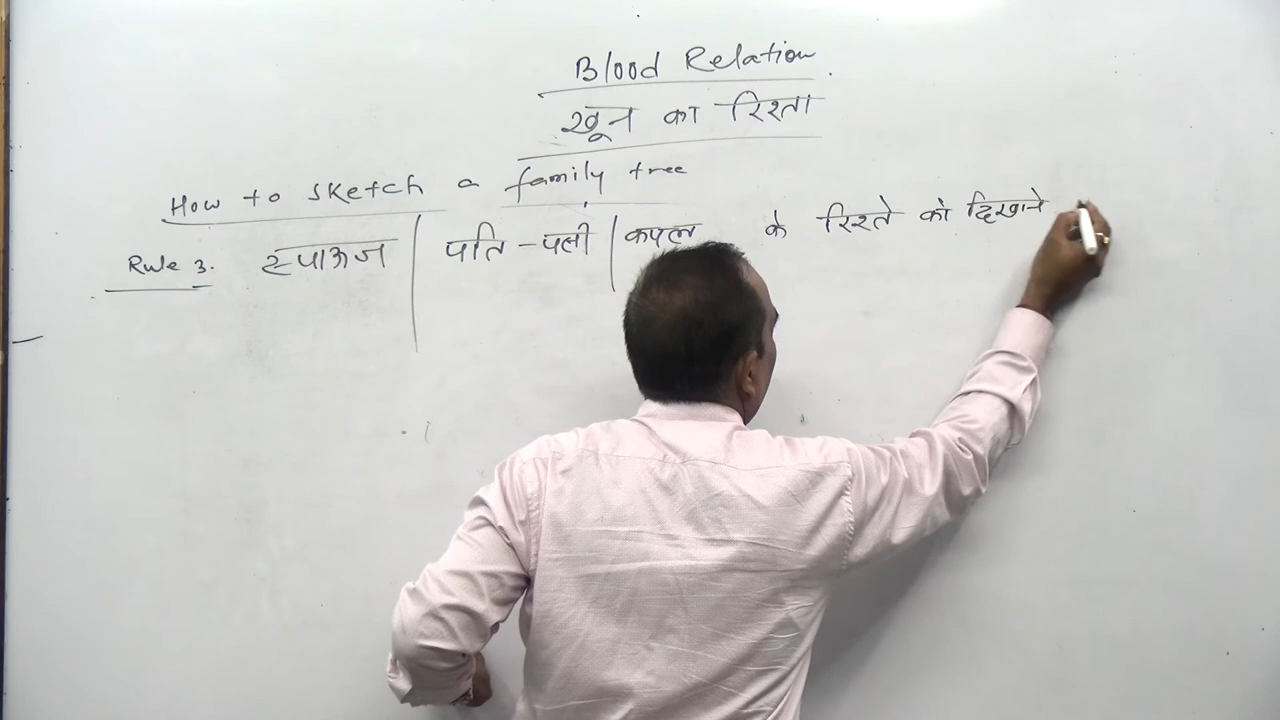 Blood Relation
खून का रिश्ता
How to sketch a family tree
Rule 3. स्पाऊज | पति - पत्नी | कपल के रिश्ते को दिखाने